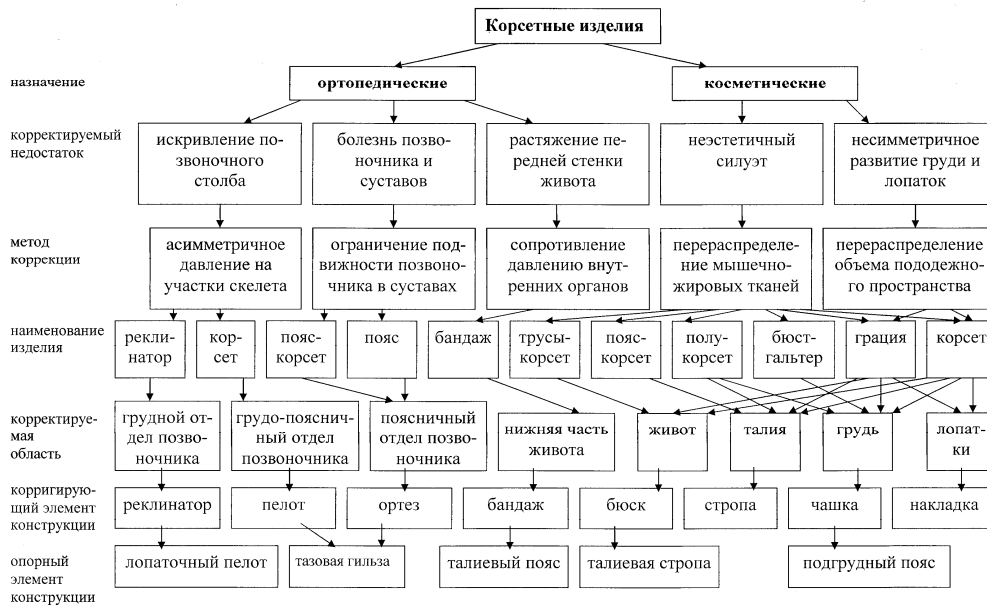 Корсетные изделия
назначение
ортопедические
косметические
корректируемый
недостаток
искривление по-
звоночного
столба
болезнь позво-
ночника и
суставов
растяжение пе-
редней стенки
живота
неэстетичный
силуэт
несимметричное
развитие груди и
лопаток
метод
коррекции
асимметричное
давление на
участки скелета
ограничение под-
вижности позвоно-
чника в суставах
сопротивление
давлению внут-
ренних органов
перераспределе-
ние мышечно-
жировых тканей
перераспределение
объема пододежно-
го пространства
наименование
изделия
рекли-
натор
кор-
сет
пояс-
корсет
пояс
бандаж
трусы-
корсет
пояс-
корсет
полу-
корсет
бюст-
гальтер
грация
корсет
корректируе-
мая
область
грудной от-
дел позво-
ночника
грудо-пояснич-
ный отдел
позвоночника
поясничный
отдел позво-
ночника
нижняя часть
живота
живот
талия
грудь
лопат-
ки
корригирую-
щий элемент
конструкции
реклинатор
пелот
ортез
бандаж
бюск
стропа
чашка
накладка
опорный
элемент
конструкции
лопаточный пелот
тазовая гильза
талиевый пояс
талиевая стропа
подгрудный пояс